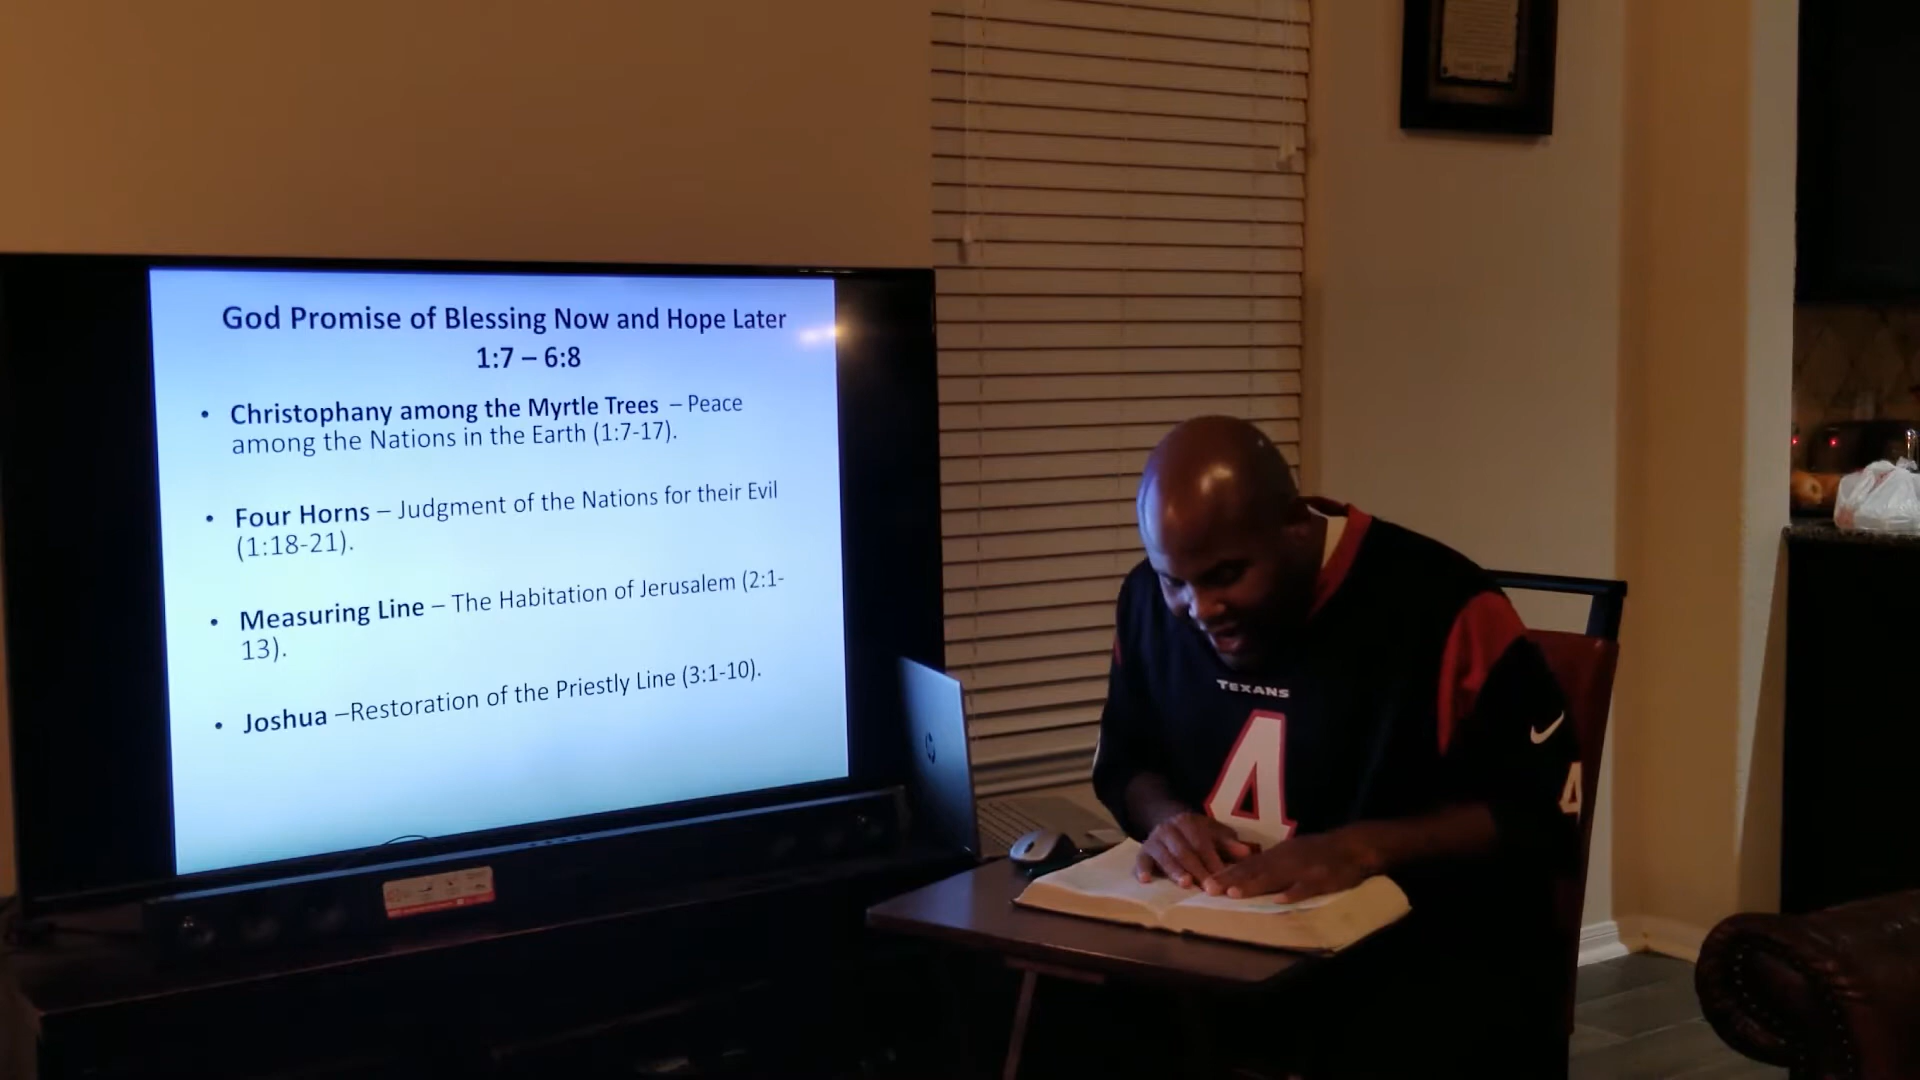 God Promise of Blessing Now and Hope Later
1:7 – 6:8
• Christophany among the Myrtle Trees – Peace
among the Nations in the Earth (1:7-17).
• Four Horns – Judgment of the Nations for their Evil
(1:18-21).
• Measuring Line – The Habitation of Jerusalem (2:1-
13).
• Joshua –Restoration of the Priestly Line (3:1-10).
TEXANS
4
4
hp